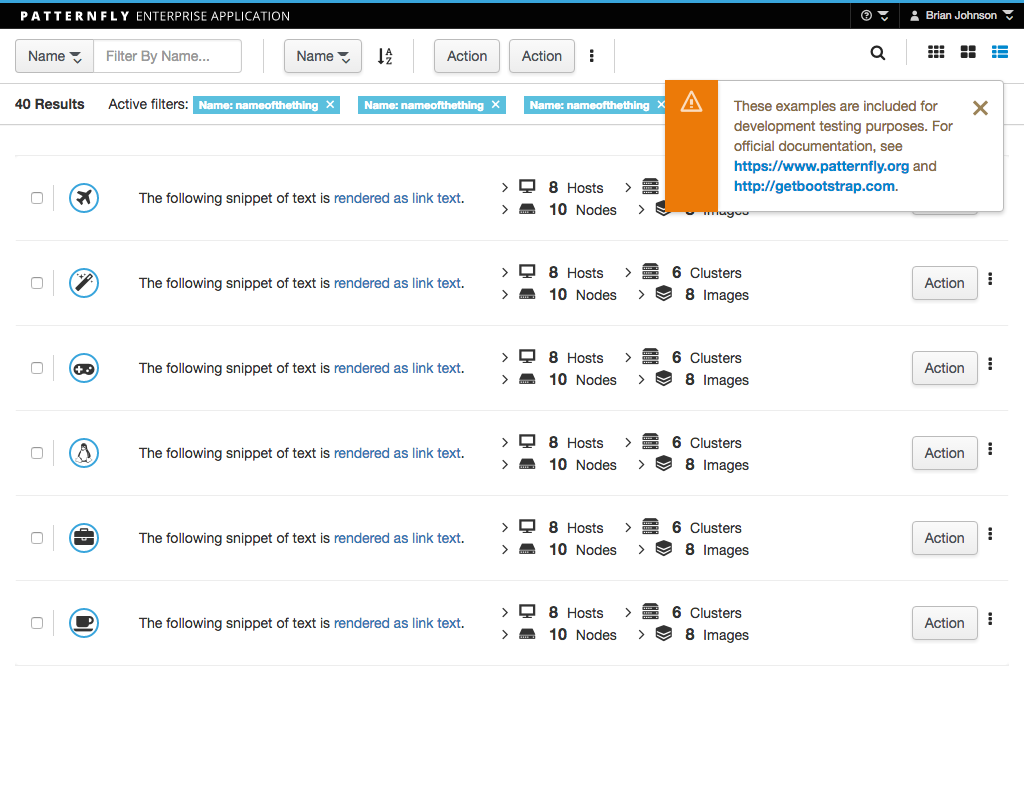 PATTERNFLY ENTERPRISE APPLICATION
Brian Johnson
Name Filter By Name... Name Action Action
40 Results Active filters: Name: nameofthething × Name: nameofthething × Name: nameofthething ×
These examples are included for
development testing purposes. For
official documentation, see
https://www.patternfly.org and
http://getbootstrap.com.
The following snippet of text is rendered as link text.
8 Hosts
10 Nodes Images
The following snippet of text is rendered as link text.
8 Hosts 6 Clusters
10 Nodes 8 Images
Action
The following snippet of text is rendered as link text.
8 Hosts 6 Clusters
10 Nodes 8 Images
Action
The following snippet of text is rendered as link text.
8 Hosts 6 Clusters
10 Nodes 8 Images
Action
The following snippet of text is rendered as link text.
8 Hosts 6 Clusters
10 Nodes 8 Images
Action
The following snippet of text is rendered as link text.
8 Hosts 6 Clusters
10 Nodes 8 Images
Action